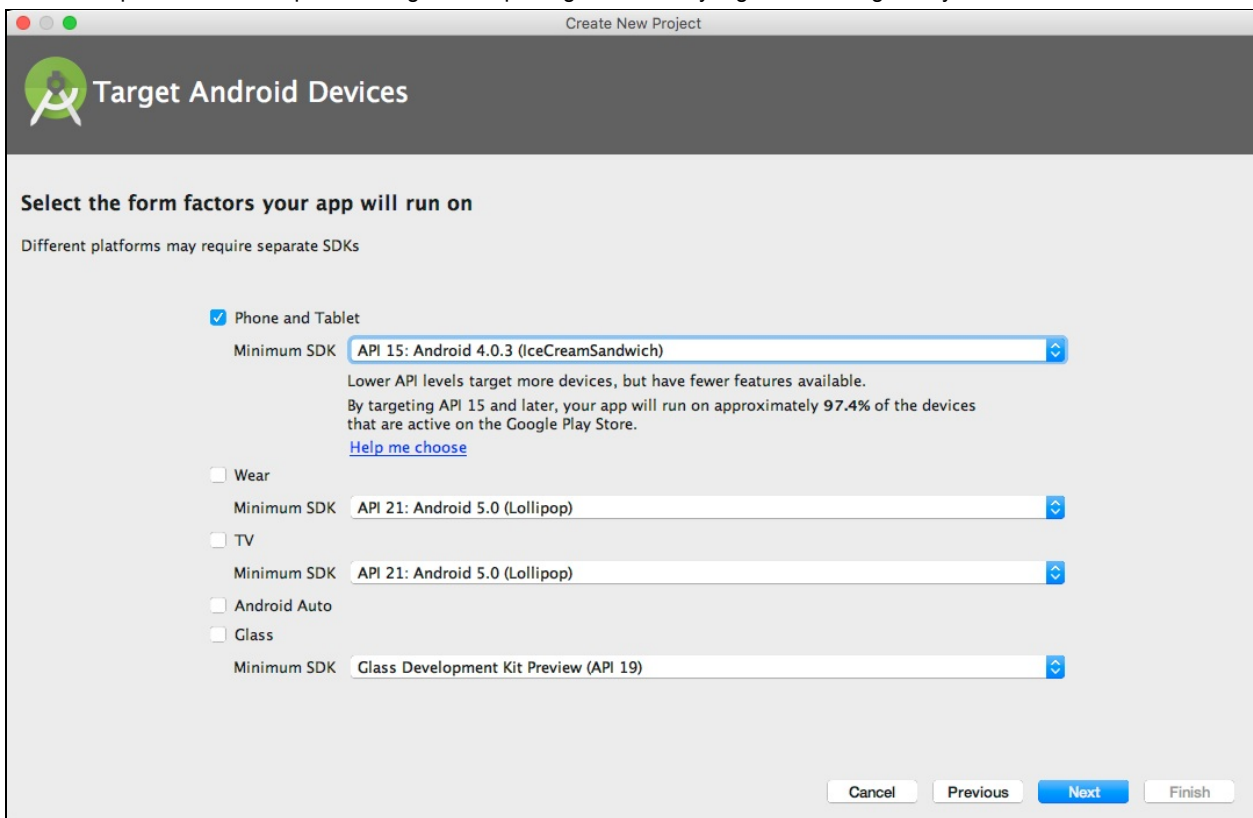 Create New Project
Target Android Devices
Select the form factors your app will run on
Different platforms may require separate SDKs
Phone and Tablet
Minimum SDK API 15: Android 4.0.3 (IceCreamSandwich)
Lower API levels target more devices, but have fewer features available.
By targeting API 15 and later, your app will run on approximately 97.4% of the devices
that are active on the Google Play Store.
Help me choose
Wear
Minimum SDK API 21: Android 5.0 (Lollipop)
TV
Minimum SDK API 21: Android 5.0 (Lollipop)
Android Auto
Glass
Minimum SDK Glass Development Kit Preview (API 19)
Cancel Previous Next Finish